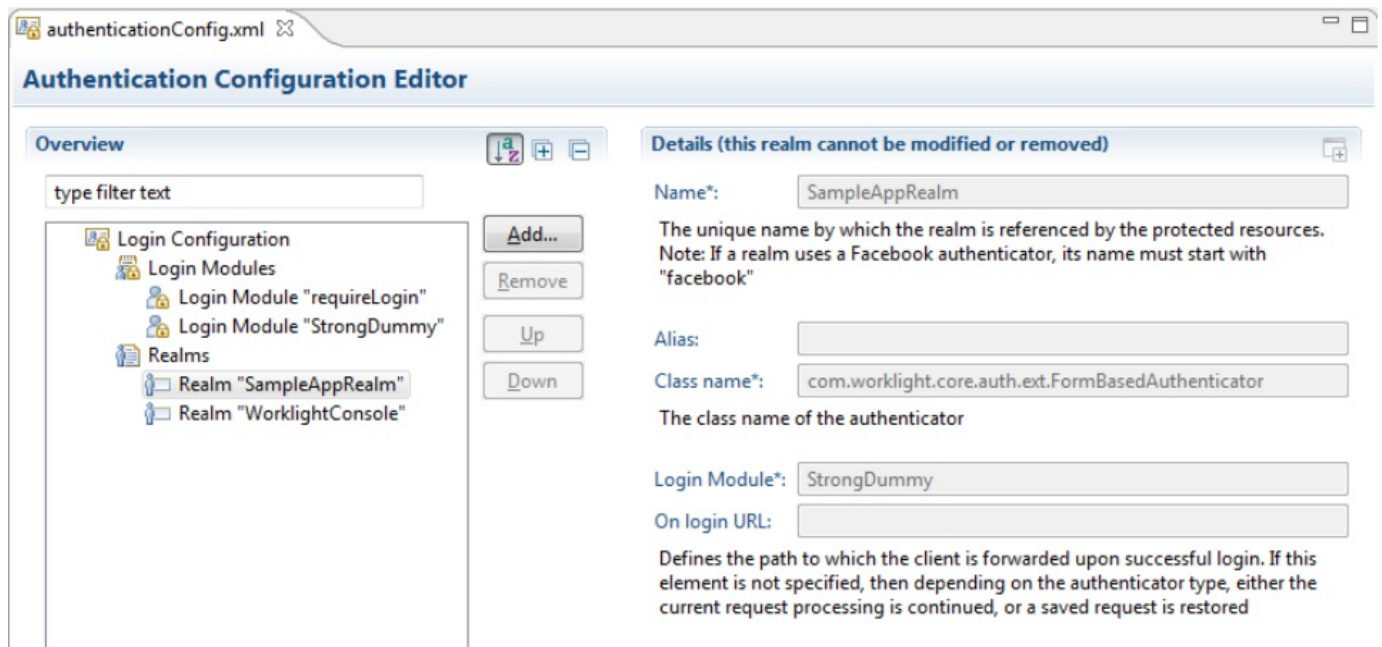 authenticationConfig.xml
Authentication Configuration Editor
Overview
type filter text
Login Configuration
Login Modules
Login Module "requireLogin"
Login Module "StrongDummy"
Realms
Realm "SampleAppRealm"
Realm "WorklightConsole"
Add...
Remove
Up
Down
Details (this realm cannot be modified or removed)
Name*: SampleAppRealm
The unique name by which the realm is referenced by the protected resources.
Note: If a realm uses a Facebook authenticator, its name must start with
"facebook"
Alias:
Class name*: com.worklight.core.auth.ext.FormBasedAuthenticator
The class name of the authenticator
Login Module*: StrongDummy
On login URL:
Defines the path to which the client is forwarded upon successful login. If this
element is not specified, then depending on the authenticator type, either the
current request processing is continued, or a saved request is restored